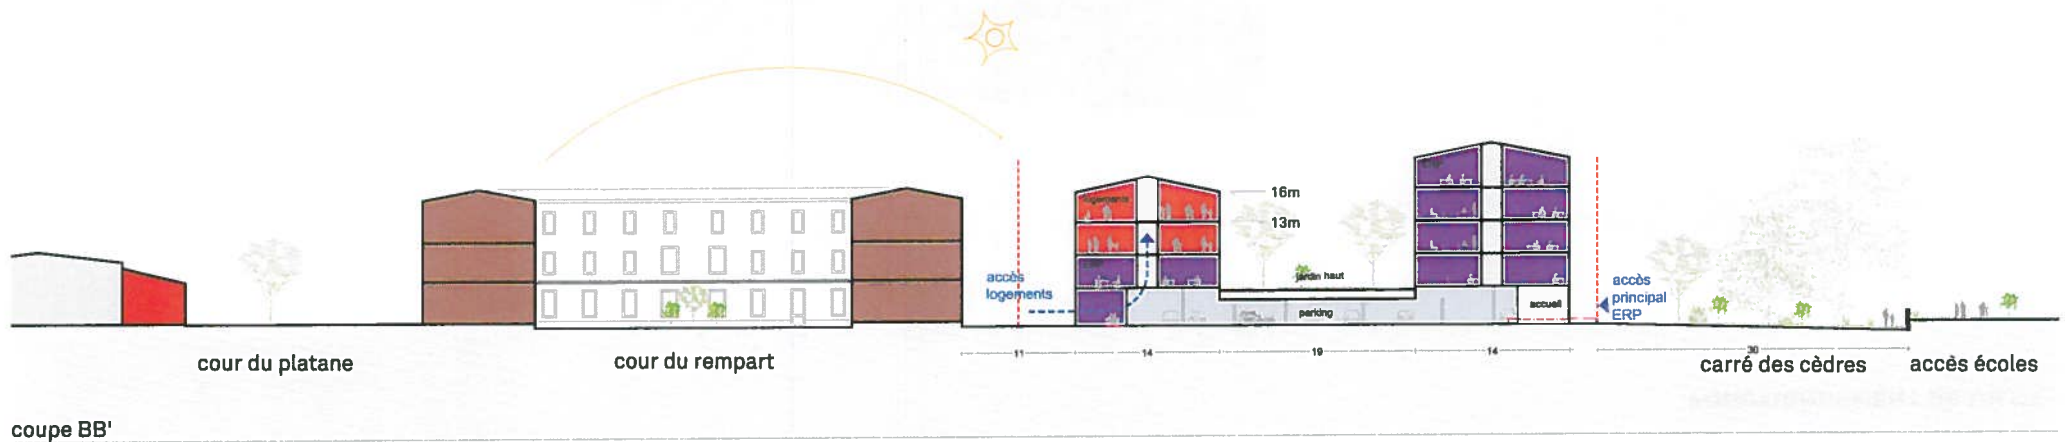 16m
13m
logements
jardin haut
parking
accueil
accès
logements
accès
principal
ERP
11
14
19
14
30
cour du platane
cour du rempart
carré des cèdres
accès écoles
coupe BB'